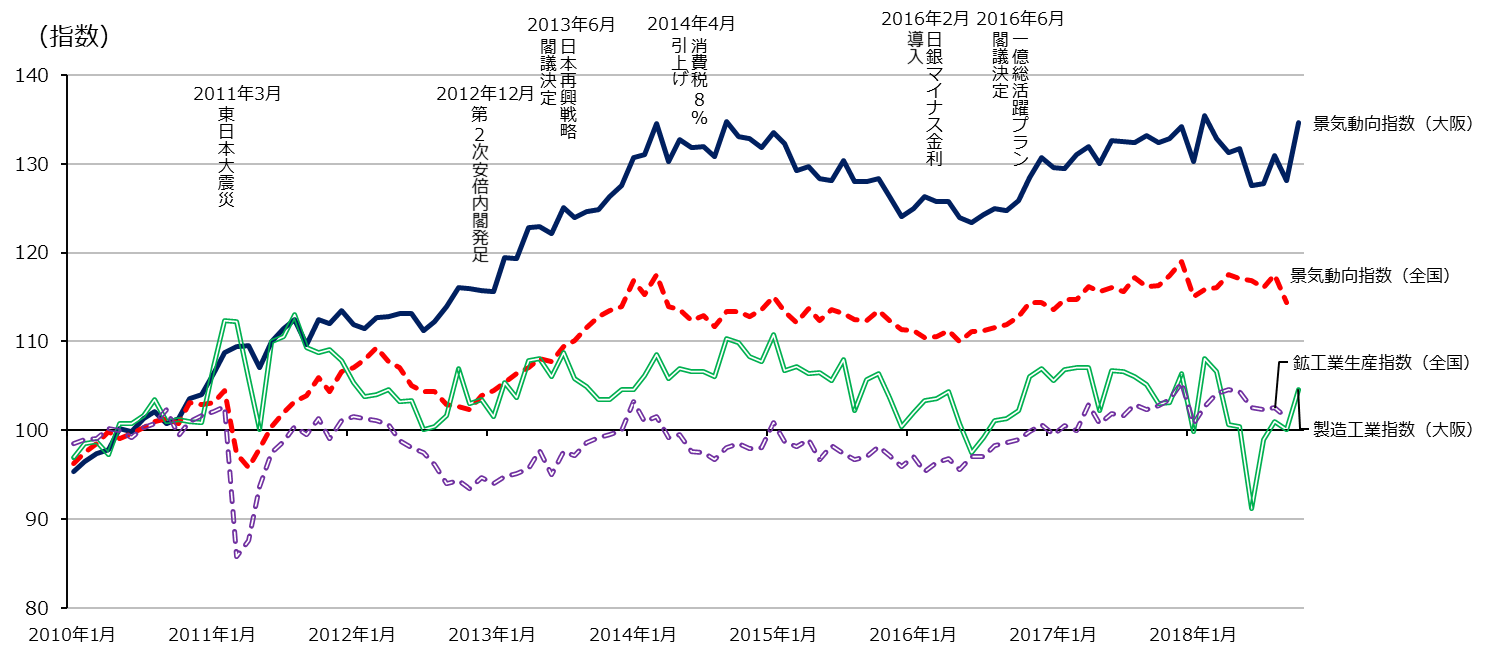 （指数）
140
130
120
110
100
90
80
2010年1月
2011年1月
2012年1月
2013年1月
2014年1月
2015年1月
2016年1月
2017年1月
2018年1月
2011年3月
東日本大震災
2012年12月
第2次安倍内閣発足
2013年6月
日本再興戦略
閣議決定
2014年4月
消費税8%
引上げ
2016年2月
日銀マイナス金利
導入
2016年6月
一億総活躍プラン
閣議決定
景気動向指数（大阪）
景気動向指数（全国）
鉱工業生産指数（全国）
製造工業指数（大阪）